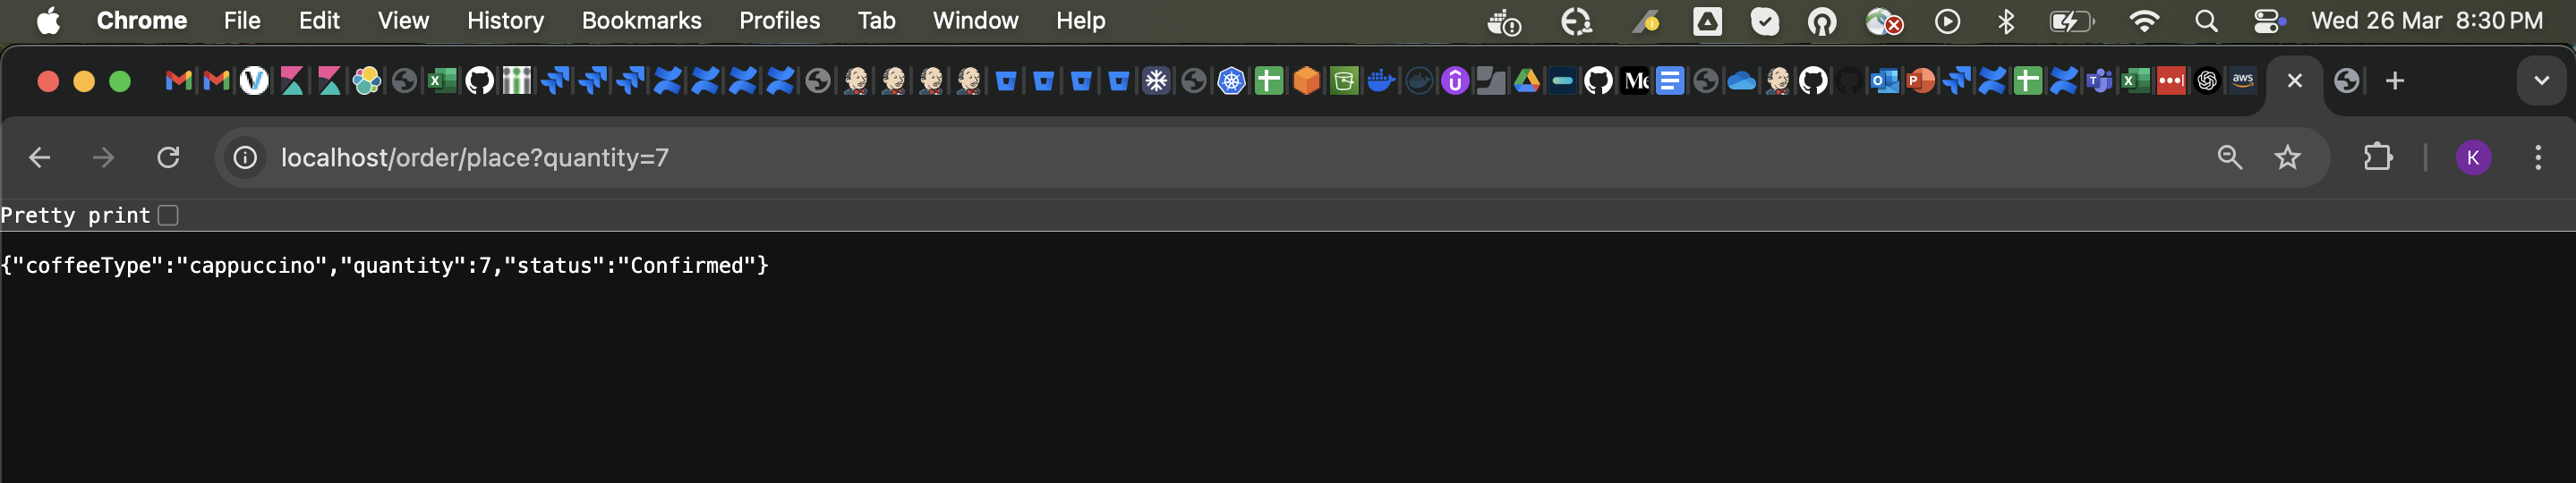 Chrome File Edit View History Bookmarks Profiles Tab Window Help Wed 26 Mar 8:30 PM
aws
localhost/order/place?quantity=7 K
Pretty print
{"coffeeType":"cappuccino","quantity":7,"status":"Confirmed"}